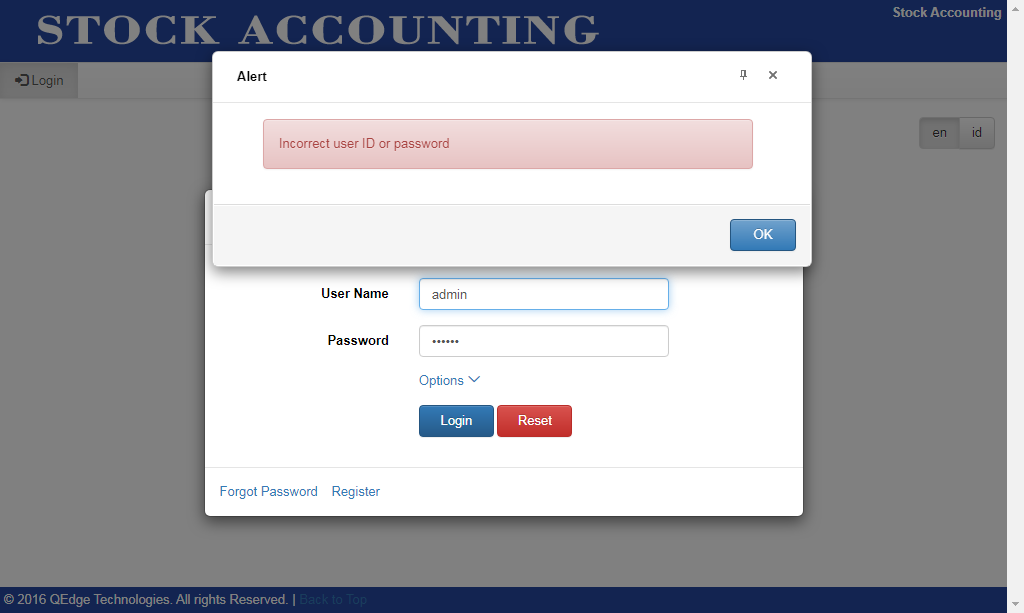 STOCK ACCOUNTING
Stock Accounting
Login
Alert
en id
Incorrect user ID or password
OK
User Name admin
Password ••••••
Options
Login Reset
Forgot Password Register
© 2016 QEdge Technologies. All rights Reserved. | Back to Top